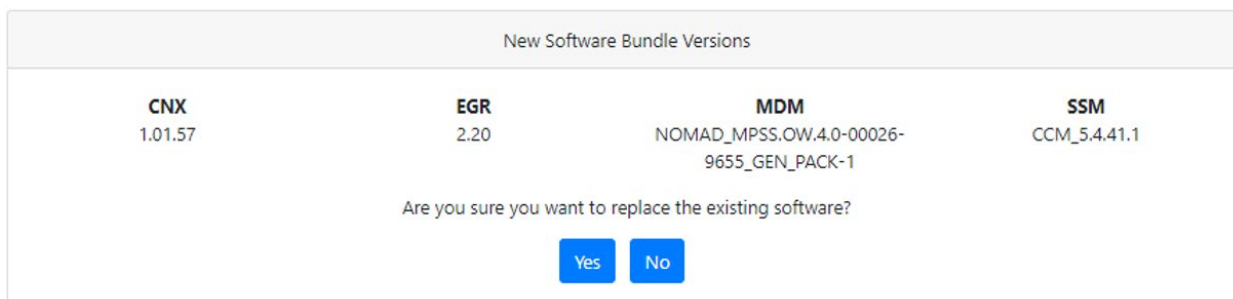 New Software Bundle Versions
CNX EGR MDM SSM
1.01.57 2.20 NOMAD_MPSS.OW.4.0-00026- CCM_5.4.41.1
9655_GEN_PACK-1
Are you sure you want to replace the existing software?
Yes No